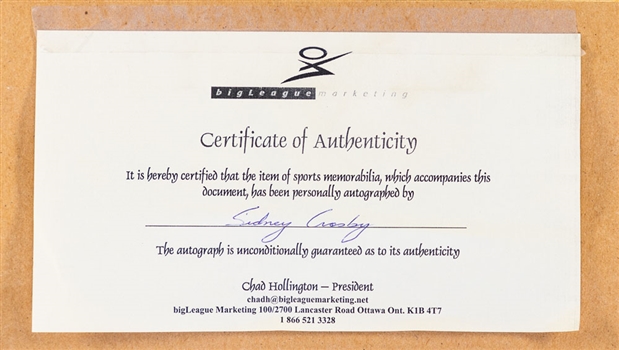 bigLeaguemarketing
Certificate of Authenticity
It is hereby certified that the item of sports memorabilia, which accompanies this
document, has been personally autographed by
Sidney Crosby
The autograph is unconditionally guaranteed as to its authenticity
Chad Hollington – President
chadh@bigleaguemarketing.net
bigLeague Marketing 100/2700 Lancaster Road Ottawa Ont. K1B 4T7
1 866 521 3328